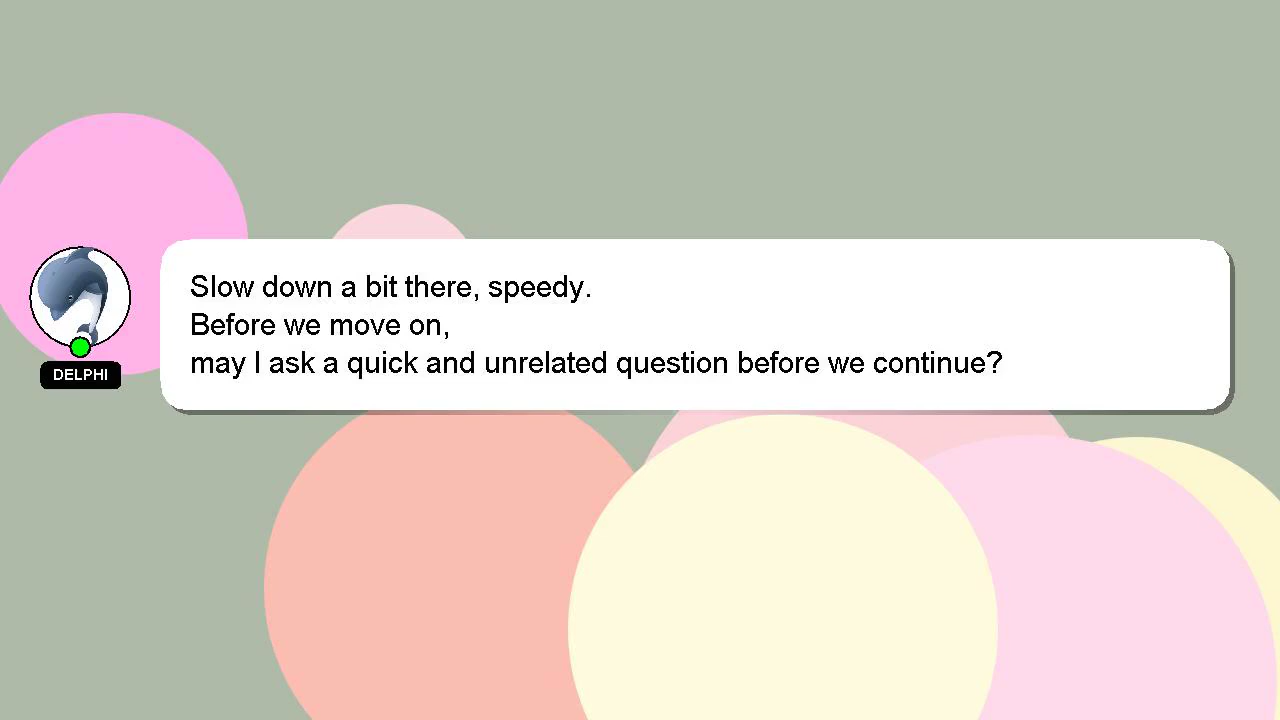 Slow down a bit there, speedy.
Before we move on,
may I ask a quick and unrelated question before we continue?
DELPHI